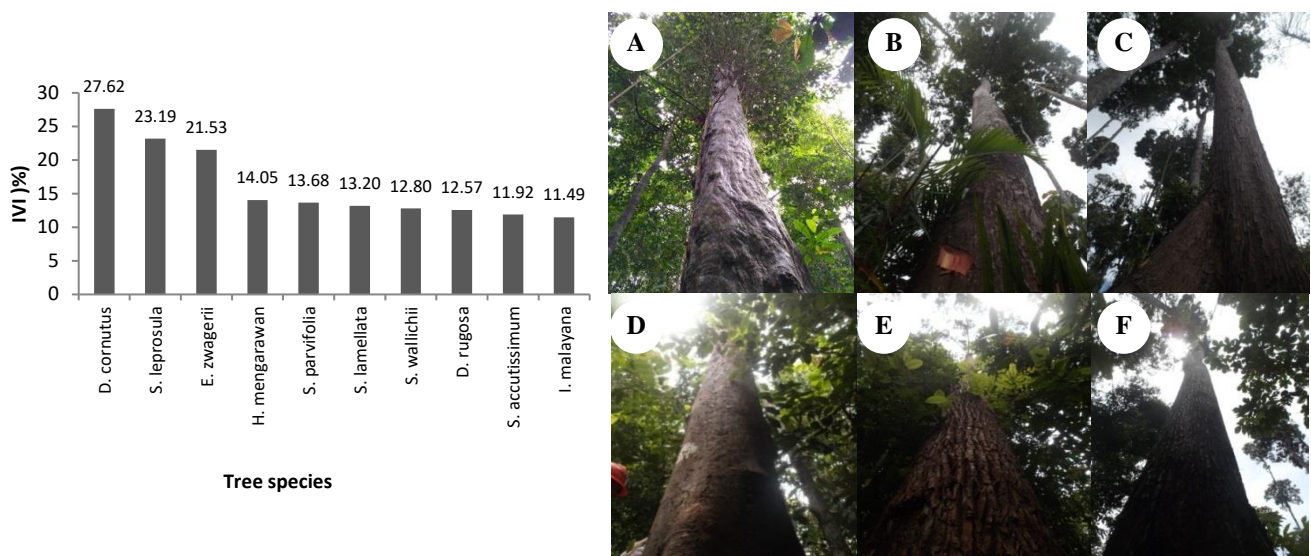 27.62
23.19
21.53
14.05
13.68
13.20
12.80
12.57
11.92
11.49
30
25
20
15
10
5
0
IVI )%)
D. cornutus
S. leprosula
E. zwagerii
H. mengarawan
S. parvifolia
S. lamellata
S. wallichii
D. rugosa
S. accutissimum
I. malayana
Tree species
A
B
C
D
E
F